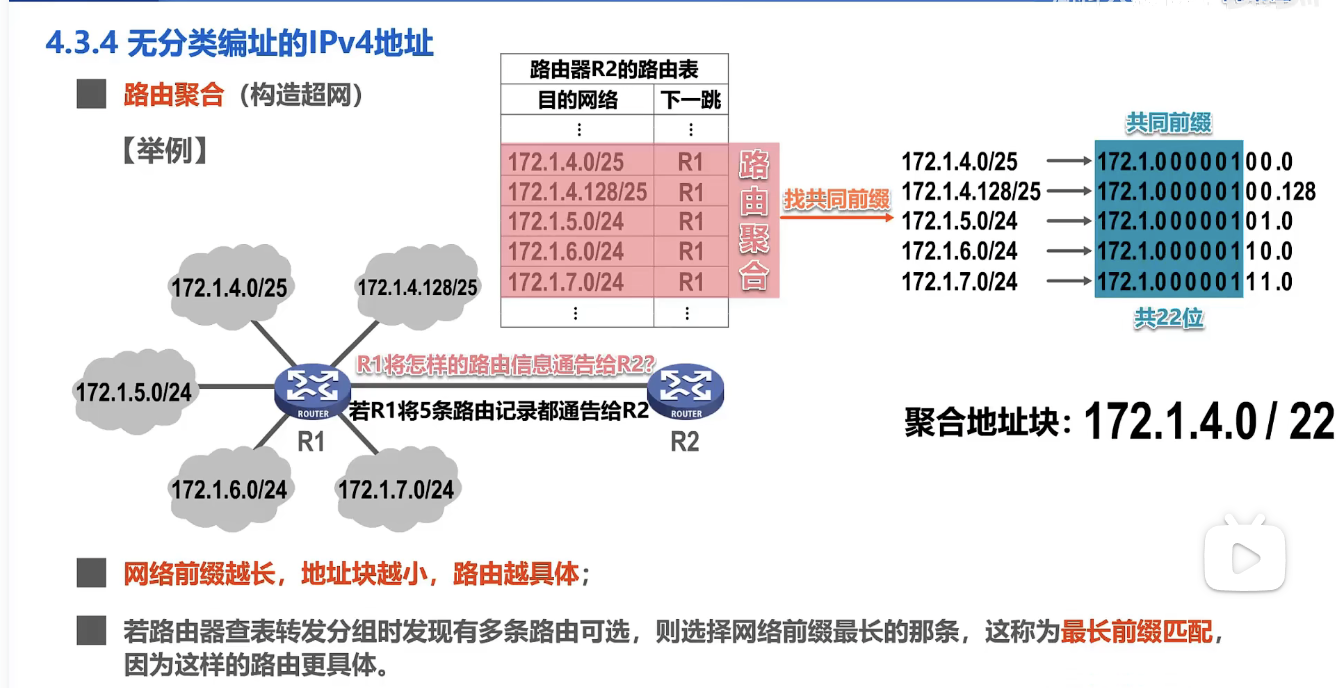 4.3.4 无分类编址的IPv4地址
路由聚合（构造超网）
【举例】
路由器R2的路由表
目的网络 下一跳
⋮ ⋮
172.1.4.0/25 R1
172.1.4.128/25 R1
172.1.5.0/24 R1
172.1.6.0/24 R1
172.1.7.0/24 R1
⋮ ⋮
路由聚合
找共同前缀
共同前缀
172.1.4.0/25 172.1.00000100.0
172.1.4.128/25 172.1.00000100.128
172.1.5.0/24 172.1.00000101.0
172.1.6.0/24 172.1.00000110.0
172.1.7.0/24 172.1.00000111.0
共22位
聚合地址块：172.1.4.0 / 22
172.1.4.0/25
172.1.4.128/25
172.1.5.0/24
R1将怎样的路由信息通告给R2?
若R1将5条路由记录都通告给R2
ROUTER
R1
ROUTER
R2
172.1.6.0/24
172.1.7.0/24
网络前缀越长，地址块越小，路由越具体；
若路由器查表转发分组时发现有多条路由可选，则选择网络前缀最长的那条，这称为最长前缀匹配，
因为这样的路由更具体。